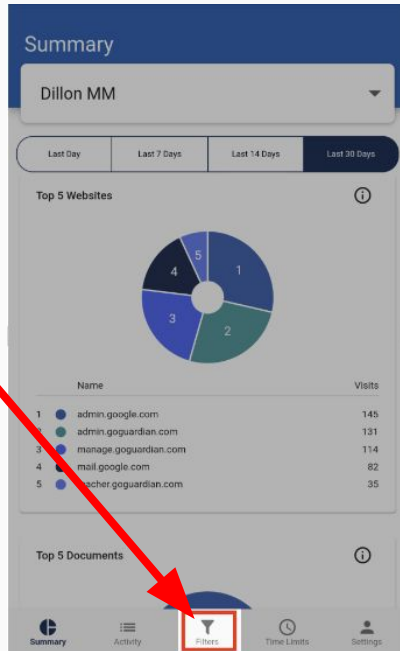 Summary
Dillon MM
Last Day Last 7 Days Last 14 Days Last 30 Days
Top 5 Websites
1
2
3
4
5
Name Visits
1 admin.google.com 145
2 admin.goguardian.com 131
3 manage.goguardian.com 114
4 mail.google.com 82
5 teacher.goguardian.com 35
Top 5 Documents
Summary Activity Filters Time Limits Settings